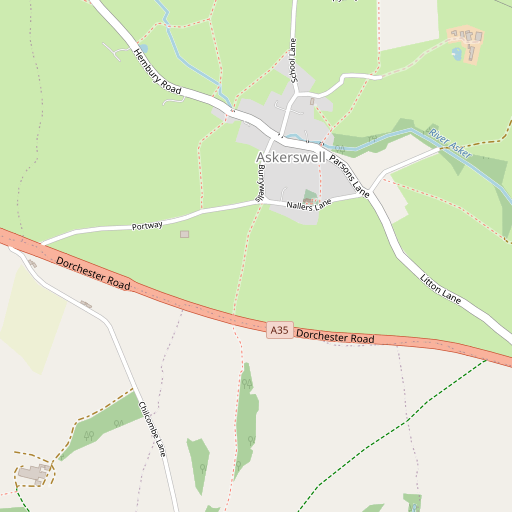 School Lane
Hembury Road
River Asker
Askerswell
Parsons Lane
Burrywells
Nallers Lane
Portway
Dorchester Road
Litton Lane
A35
Dorchester Road
Chilcombe Lane